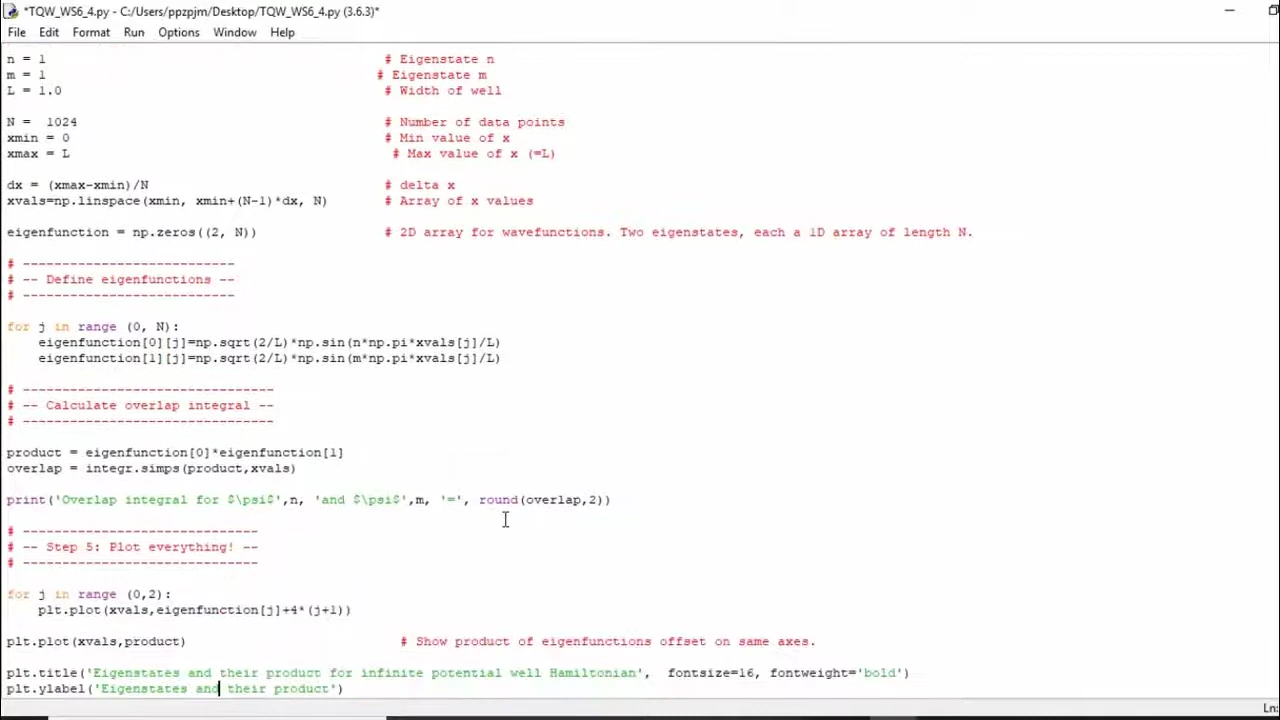 *TQW_WS6_4.py - C:/Users/ppzpjm/Desktop/TQW_WS6_4.py (3.6.3)*
File Edit Format Run Options Window Help
n = 1 # Eigenstate n
m = 1 # Eigenstate m
L = 1.0 # Width of well
N = 1024 # Number of data points
xmin = 0 # Min value of x
xmax = L # Max value of x (=L)
dx = (xmax-xmin)/N # delta x
xvals=np.linspace(xmin, xmin+(N-1)*dx, N) # Array of x values
eigenfunction = np.zeros((2, N)) # 2D array for wavefunctions. Two eigenstates, each a 1D array of length N.
# ---------------------------
# -- Define eigenfunctions --
# ---------------------------
for j in range (0, N):
eigenfunction[0][j]=np.sqrt(2/L)*np.sin(n*np.pi*xvals[j]/L)
eigenfunction[1][j]=np.sqrt(2/L)*np.sin(m*np.pi*xvals[j]/L)
# --------------------------------
# -- Calculate overlap integral --
# --------------------------------
product = eigenfunction[0]*eigenfunction[1]
overlap = integr.simps(product,xvals)
print('Overlap integral for $\psi$',n, 'and $\psi$',m, '=', round(overlap,2))
# ------------------------------
# -- Step 5: Plot everything! --
# ------------------------------
for j in range (0,2):
plt.plot(xvals,eigenfunction[j]+4*(j+1))
plt.plot(xvals,product) # Show product of eigenfunctions offset on same axes.
plt.title('Eigenstates and their product for infinite potential well Hamiltonian', fontsize=16, fontweight='bold')
plt.ylabel('Eigenstates and their product')
Ln: